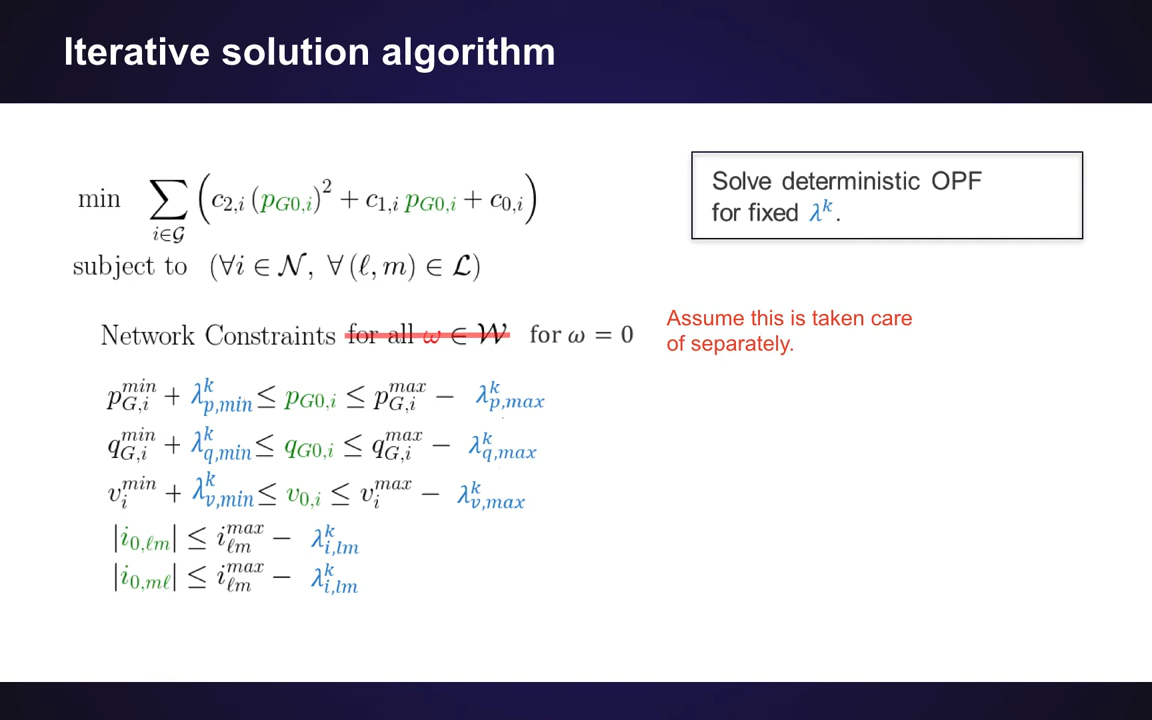 Iterative solution algorithm
min ∑_{i∈𝒢} (c_{2,i} (p_{G0,i})^2 + c_{1,i} p_{G0,i} + c_{0,i})
Solve deterministic OPF
for fixed λ^k.
subject to (∀i ∈ 𝒩, ∀(ℓ, m) ∈ ℒ)
Network Constraints for all ω ∈ 𝒲 for ω = 0
Assume this is taken care
of separately.
p_{G,i}^{min} + λ_{p,min}^k ≤ p_{G0,i} ≤ p_{G,i}^{max} − λ_{p,max}^k
q_{G,i}^{min} + λ_{q,min}^k ≤ q_{G0,i} ≤ q_{G,i}^{max} − λ_{q,max}^k
v_i^{min} + λ_{v,min}^k ≤ v_{0,i} ≤ v_i^{max} − λ_{v,max}^k
|i_{0,ℓm}| ≤ i_{ℓm}^{max} − λ_{i,lm}^k
|i_{0,mℓ}| ≤ i_{ℓm}^{max} − λ_{i,lm}^k